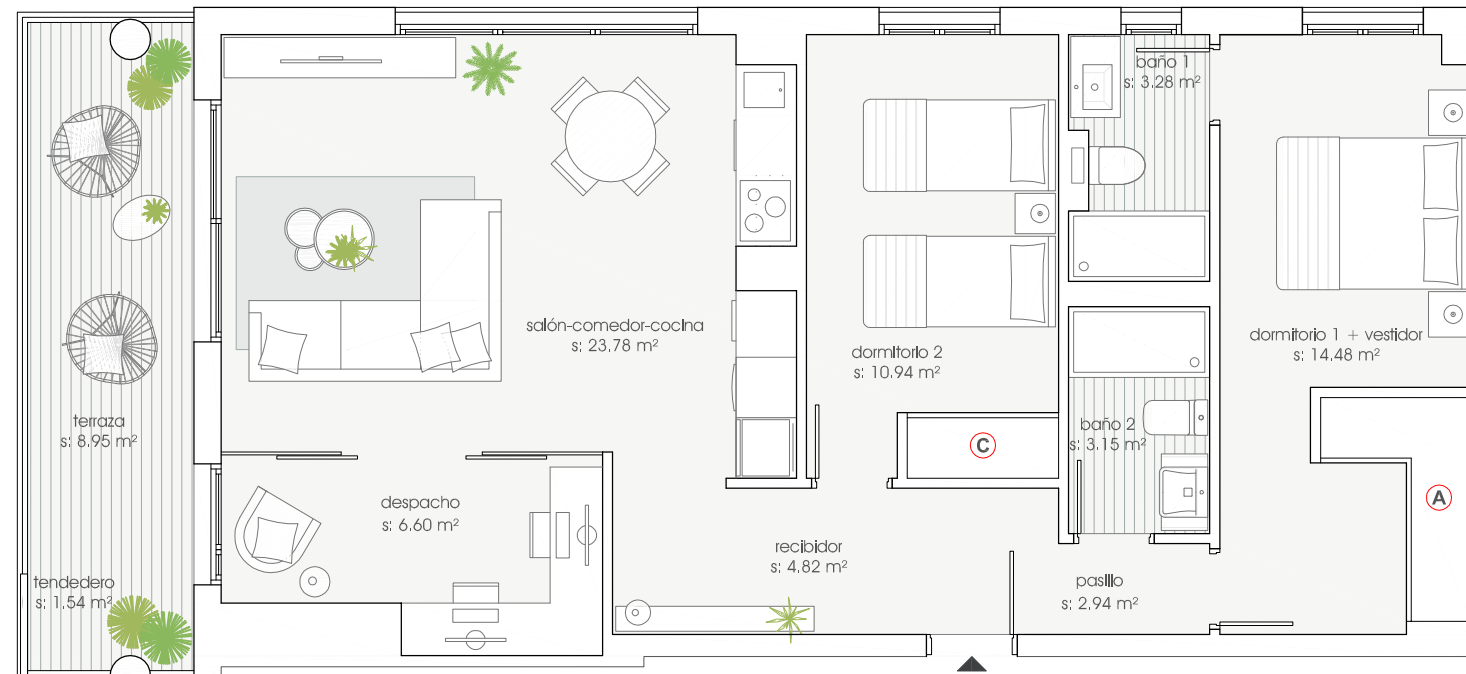 baño 1
s: 3.28 m²
salón-comedor-cocina
s: 23.78 m²
dormitorio 2
s: 10.94 m²
dormitorio 1 + vestidor
s: 14.48 m²
terraza
s: 8.95 m²
baño 2
s: 3.15 m²
C
A
despacho
s: 6.60 m²
recibidor
s: 4.82 m²
tendedero
s: 1.54 m²
pasillo
s: 2.94 m²